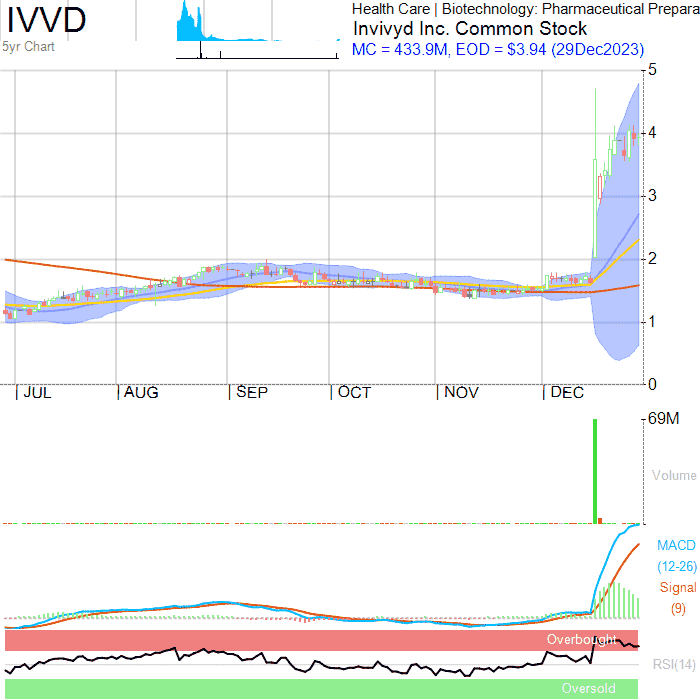 IVVD
5yr Chart
Health Care | Biotechnology: Pharmaceutical Prepara
Invivyd Inc. Common Stock
MC = 433.9M, EOD = $3.94 (29Dec2023)
5
4
3
2
1
0
JUL AUG SEP OCT NOV DEC
69M
Volume
MACD
(12-26)
Signal
(9)
Overbought
RSI(14)
Oversold